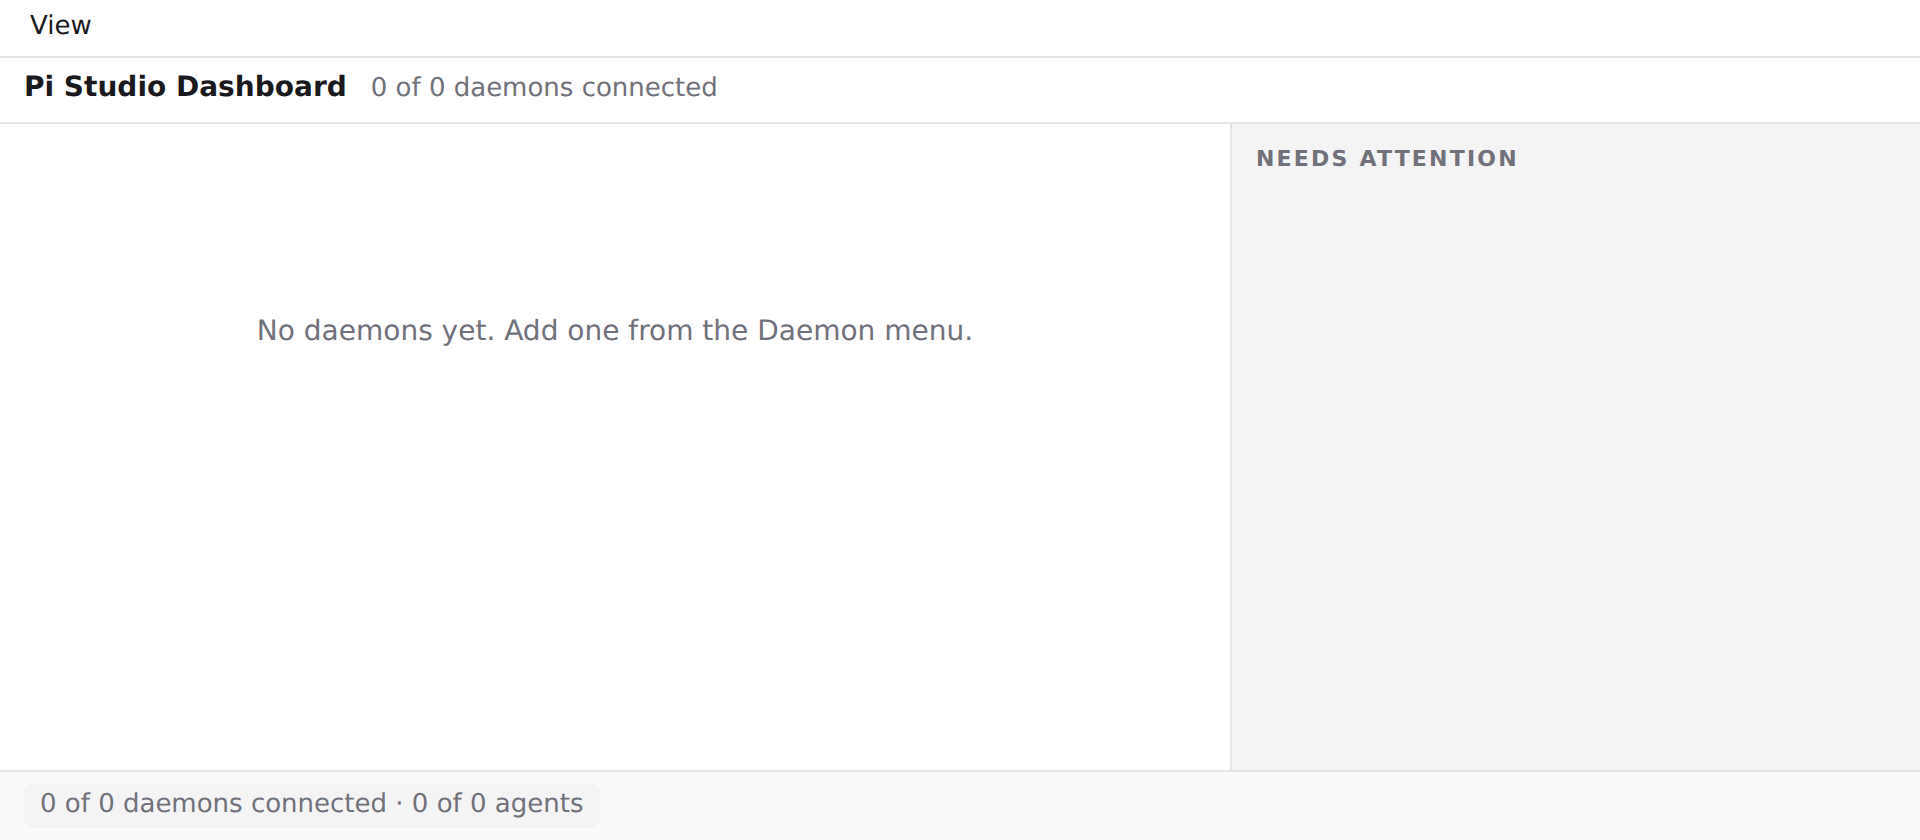 View
Pi Studio Dashboard 0 of 0 daemons connected
NEEDS ATTENTION
No daemons yet. Add one from the Daemon menu.
0 of 0 daemons connected · 0 of 0 agents